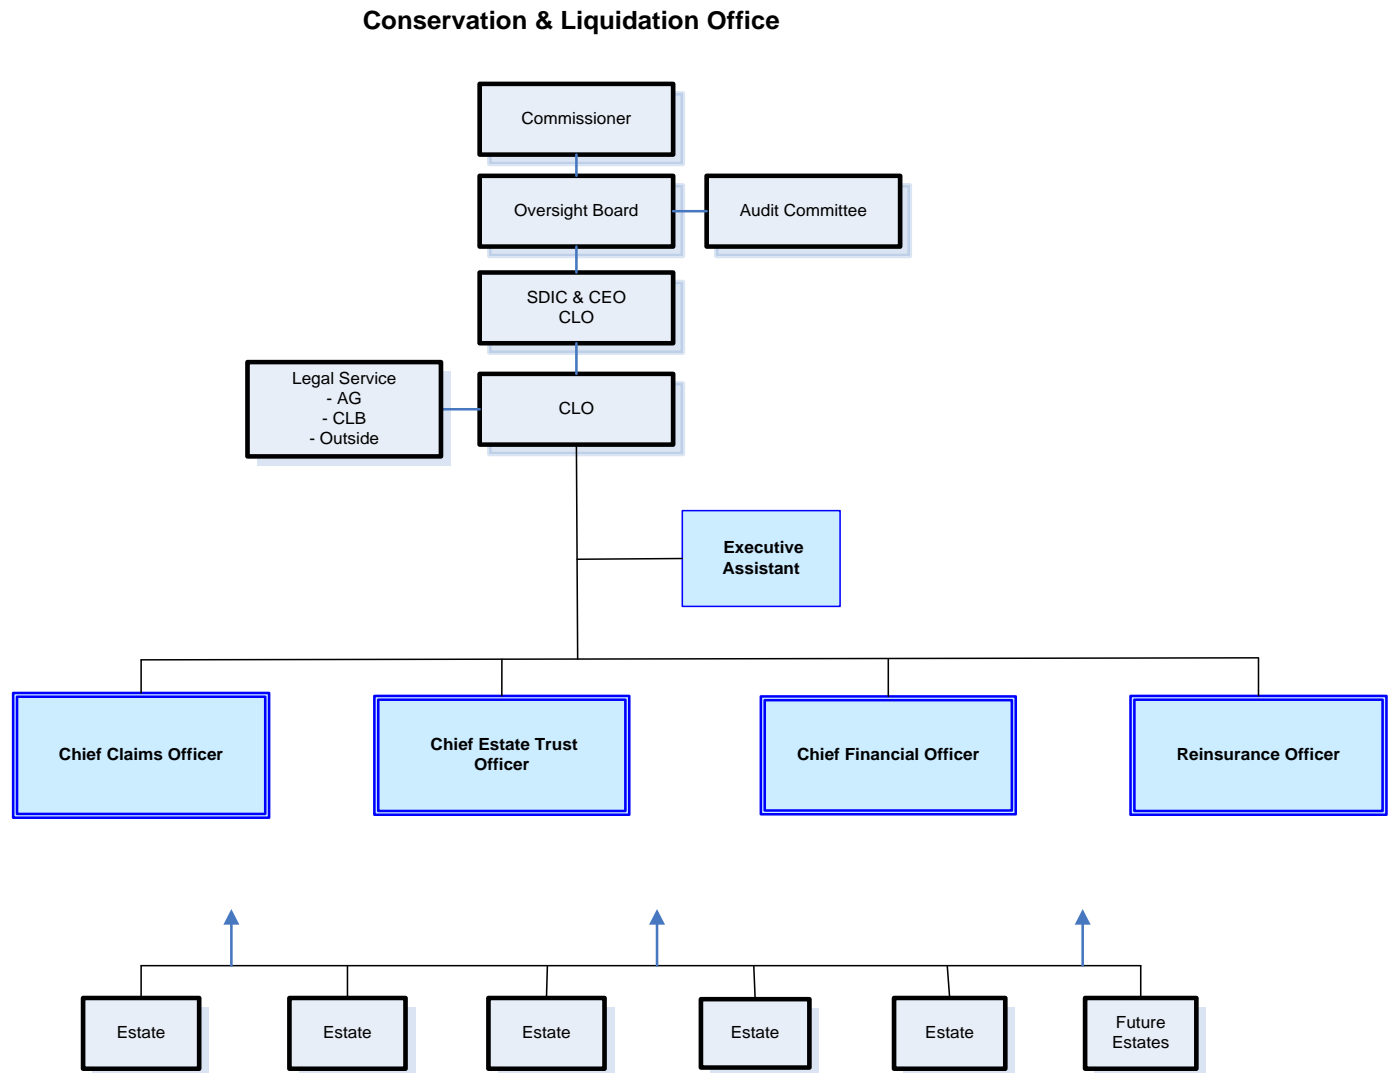 Conservation & Liquidation Office
Commissioner
Oversight Board
Audit Committee
SDIC & CEO
CLO
Legal Service
- AG
- CLB
- Outside
CLO
Executive
Assistant
Chief Claims Officer
Chief Estate Trust
Officer
Chief Financial Officer
Reinsurance Officer
Estate
Estate
Estate
Estate
Estate
Future
Estates